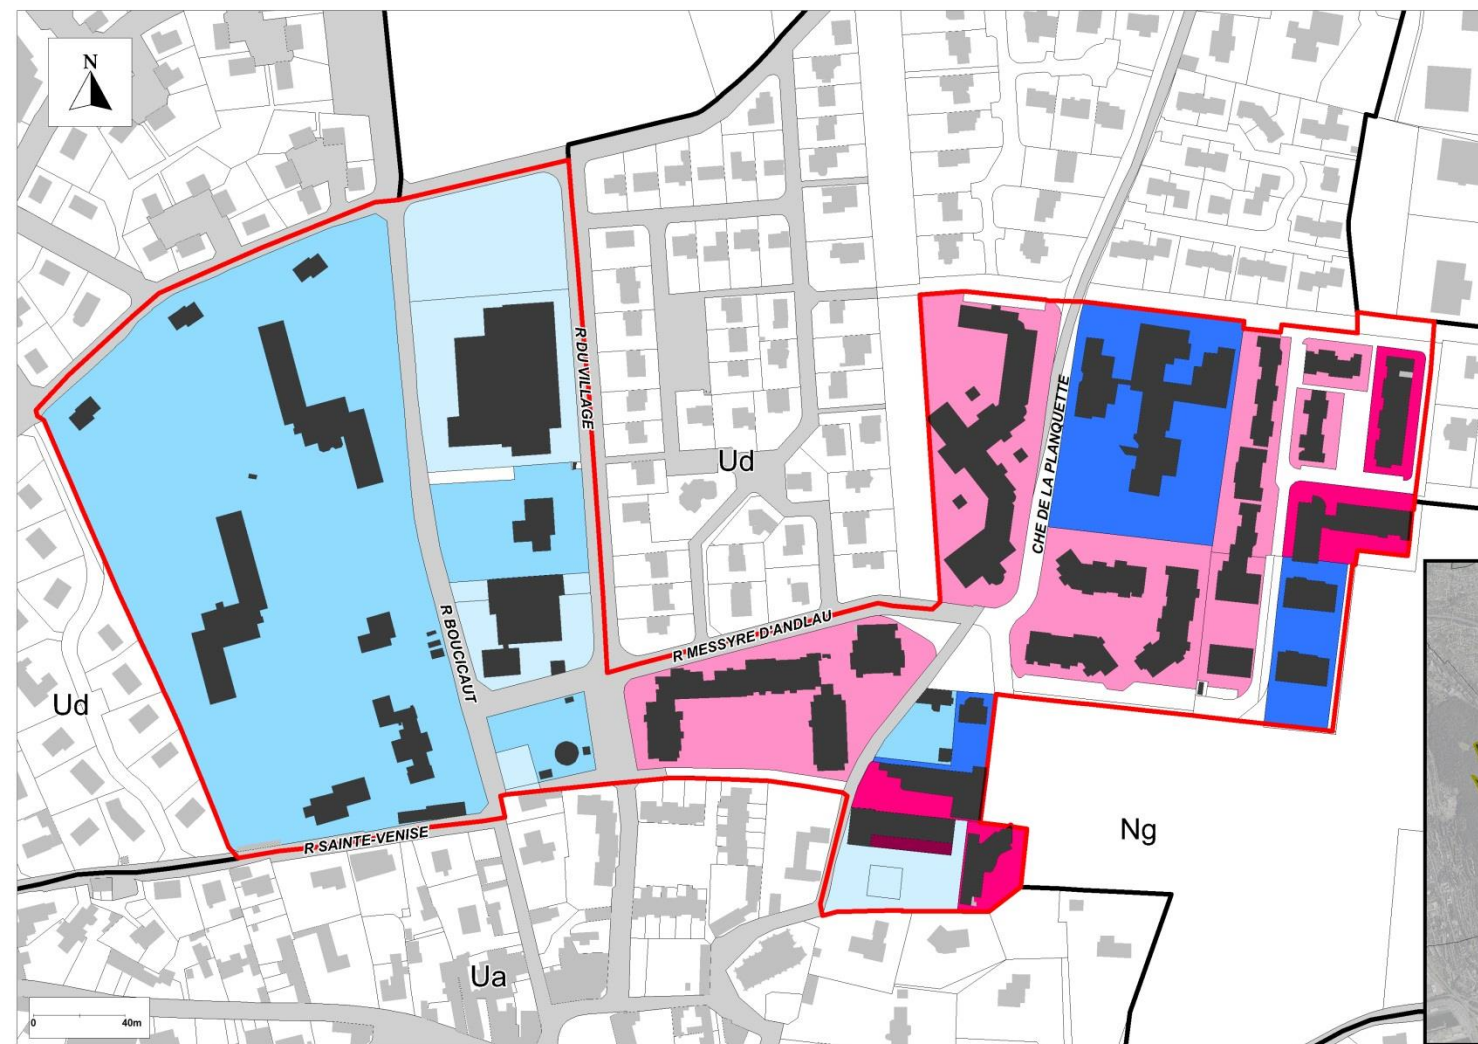 N
R DU VILLAGE
CHE DE LA PLANQUETTE
Ud
R BOUCICAUT
R MESSYRE D'ANDLAU
Ud
Ng
R SAINTE-VENISE
Ua
0 40m